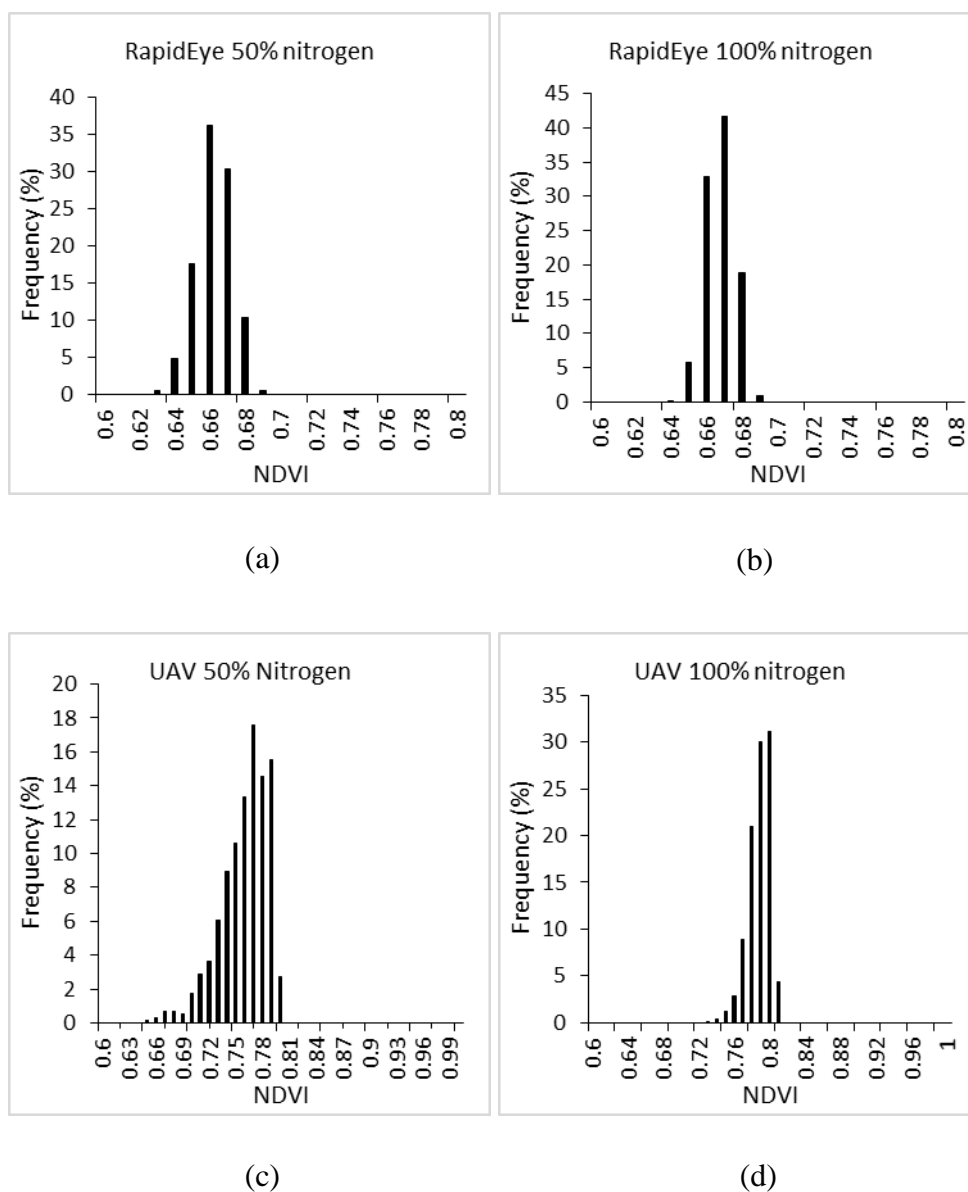 RapidEye 50% nitrogen
40
35
30
25
20
15
10
5
0
Frequency (%)
0.6 0.62 0.64 0.66 0.68 0.7 0.72 0.74 0.76 0.78 0.8
NDVI
(a)
RapidEye 100% nitrogen
45
40
35
30
25
20
15
10
5
0
Frequency (%)
0.6 0.62 0.64 0.66 0.68 0.7 0.72 0.74 0.76 0.78 0.8
NDVI
(b)
UAV 50% Nitrogen
20
18
16
14
12
10
8
6
4
2
0
Frequency (%)
0.6 0.63 0.66 0.69 0.72 0.75 0.78 0.81 0.84 0.87 0.9 0.93 0.96 0.99
NDVI
(c)
UAV 100% nitrogen
35
30
25
20
15
10
5
0
Frequency (%)
0.6 0.64 0.68 0.72 0.76 0.8 0.84 0.88 0.92 0.96 1
NDVI
(d)